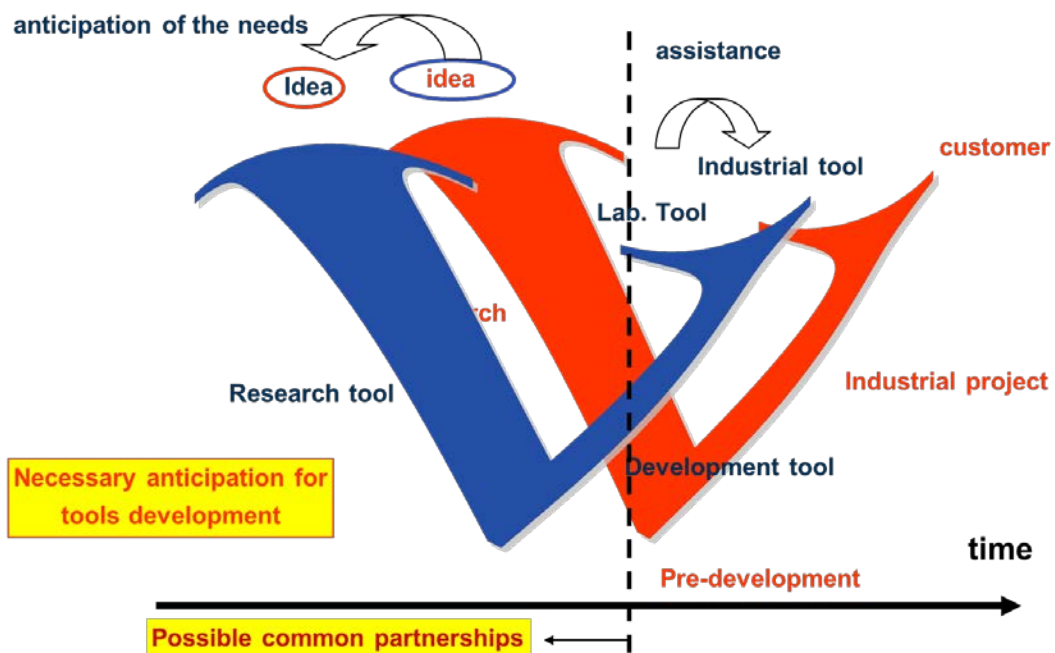 anticipation of the needs
assistance
Idea
idea
Industrial tool
customer
Lab. Tool
rch
Research tool
Industrial project
Necessary anticipation for
tools development
Development tool
time
Pre-development
Possible common partnerships